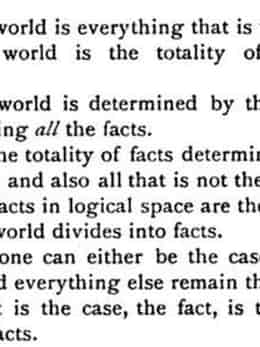 world is everything that is
world is the totality of
world is determined by th
ing all the facts.
he totality of facts determin
and also all that is not the
acts in logical space are the
world divides into facts.
one can either be the cas
d everything else remain th
t is the case, the fact, is t
acts.